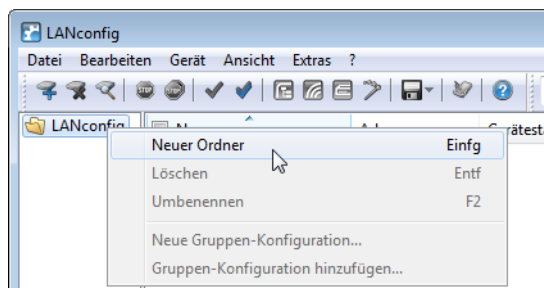 LANconfig
Datei Bearbeiten Gerät Ansicht Extras ?
LANconfig
Neuer Ordner Einfg
Löschen Entf
Umbenennen F2
Neue Gruppen-Konfiguration...
Gruppen-Konfiguration hinzufügen...